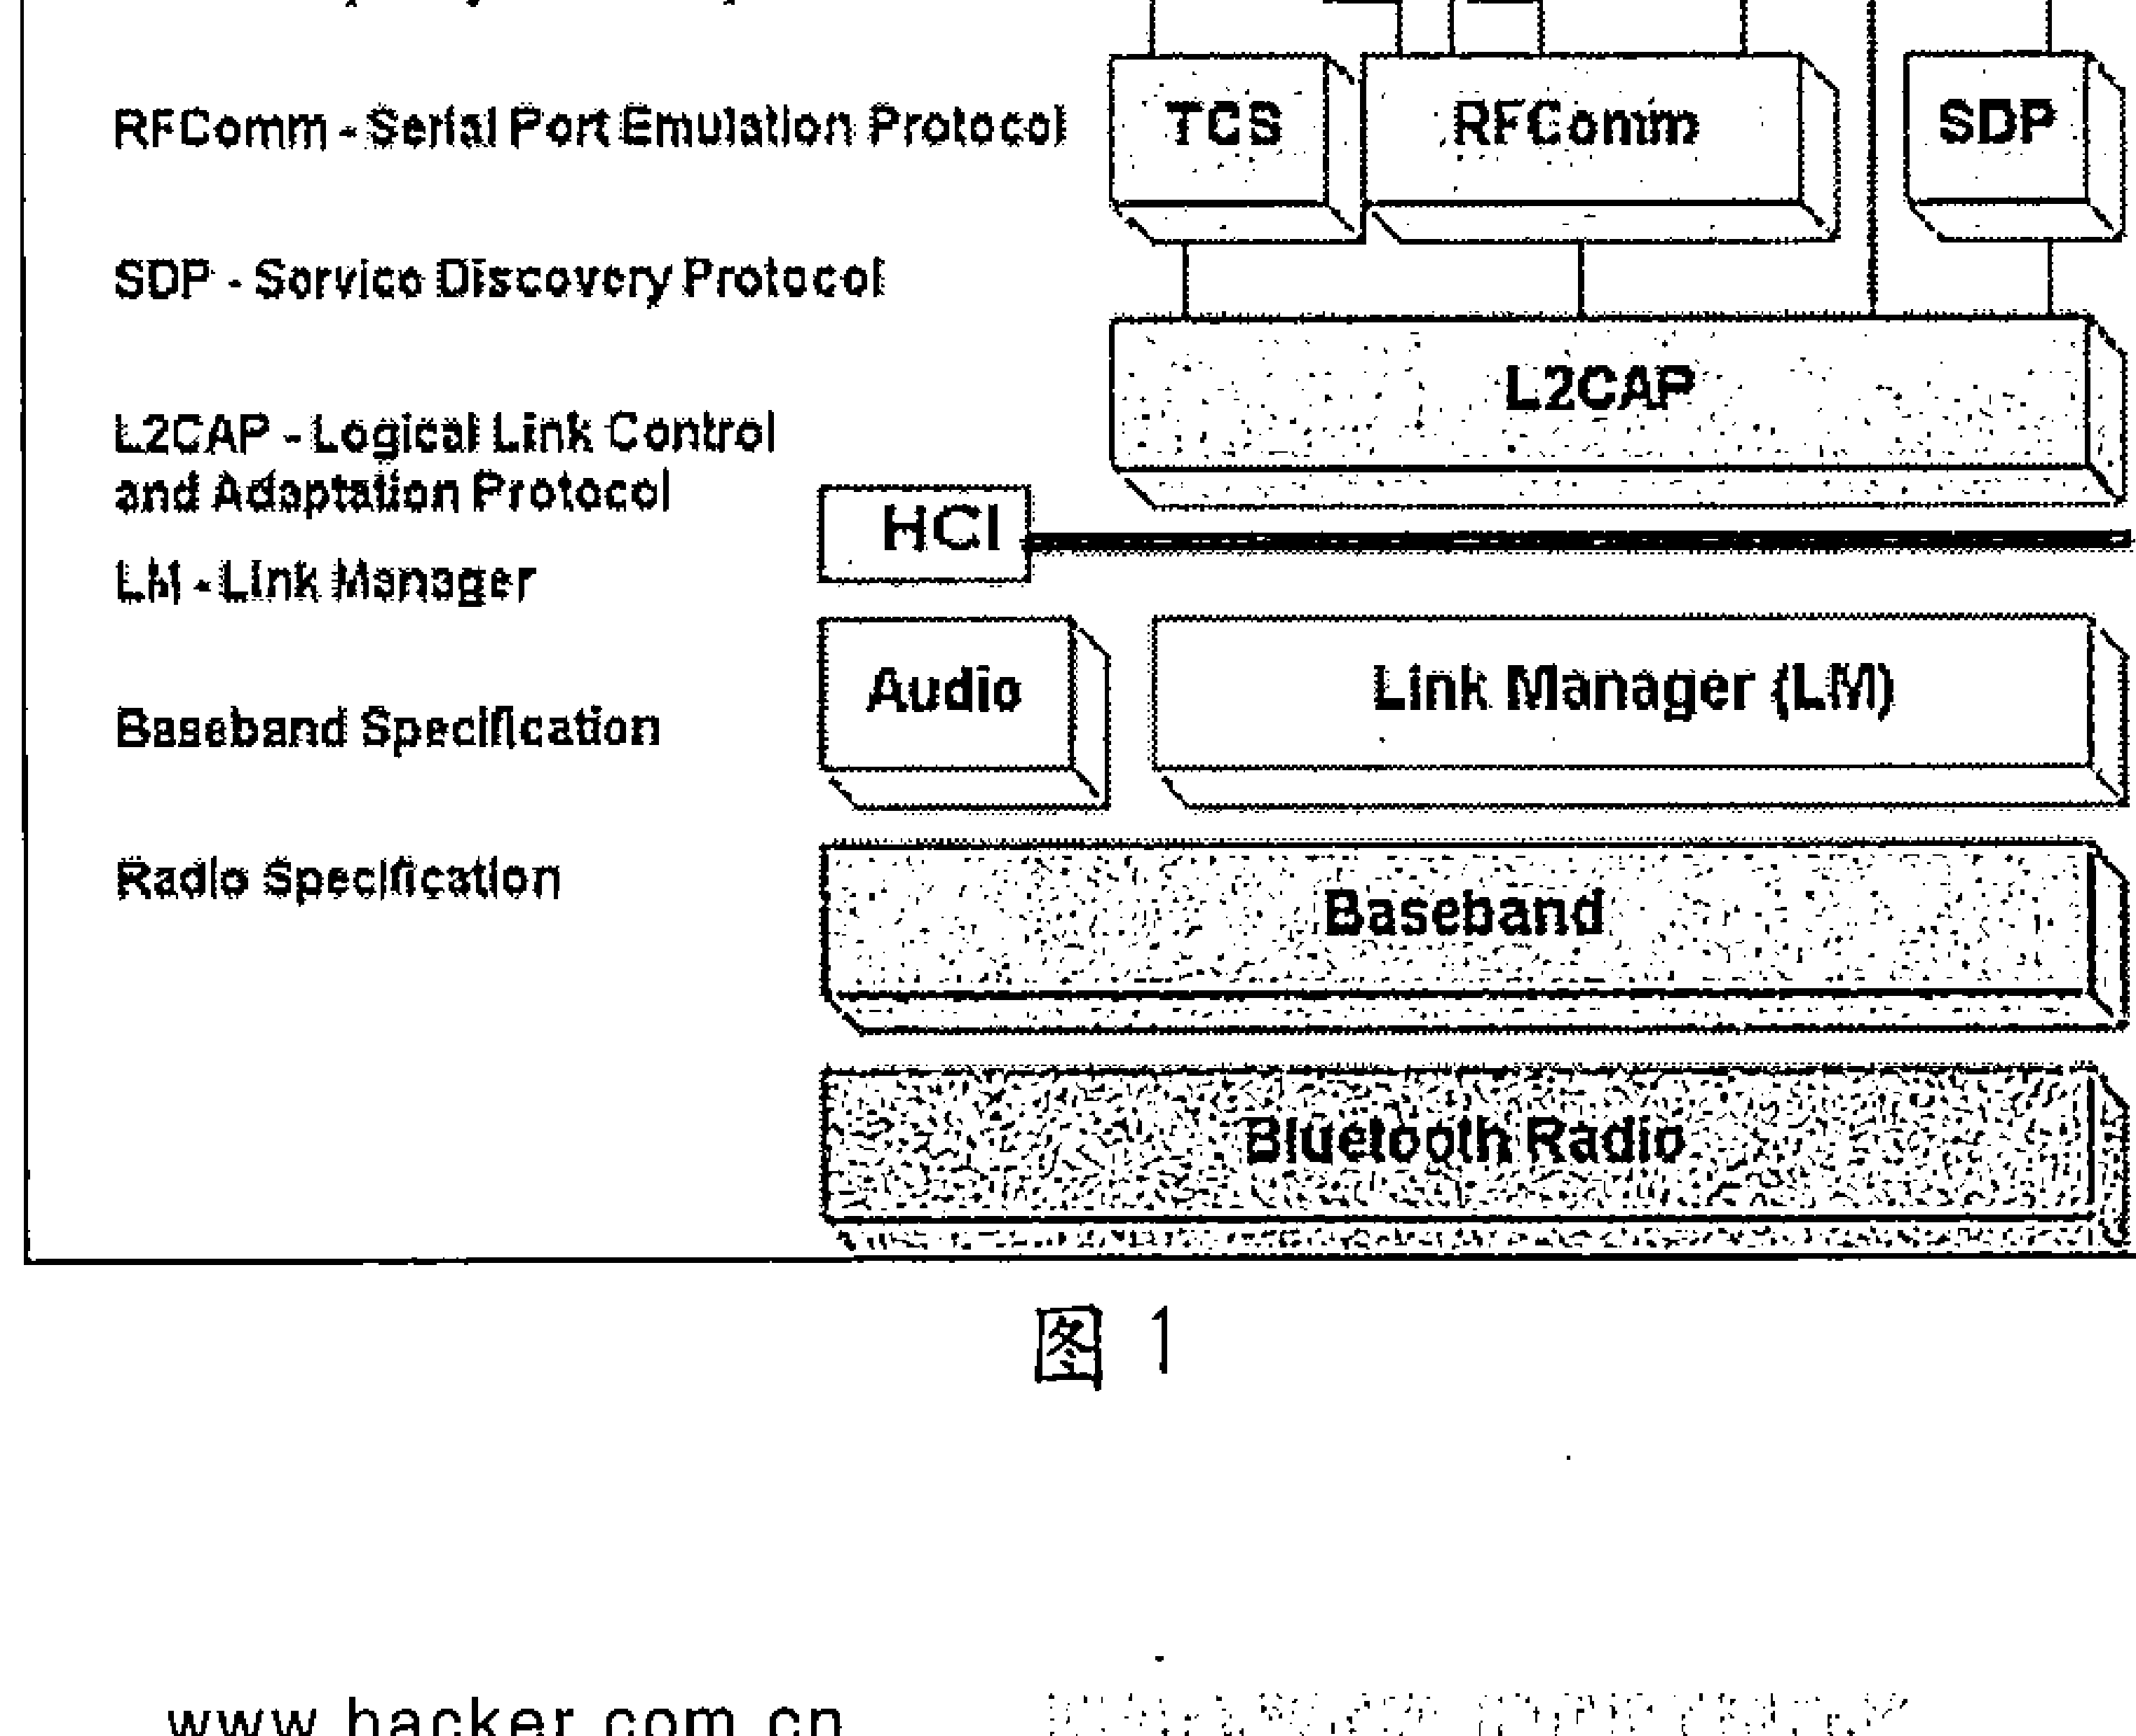 RFComm - Serial Port Emulation Protocol
TCS
RFComm
SDP
SDP - Service Discovery Protocol
L2CAP
L2CAP - Logical Link Control
and Adaptation Protocol
HCI
LM - Link Manager
Audio
Link Manager (LM)
Baseband Specification
Radio Specification
Baseband
Bluetooth Radio
图 1
www.hacker.com.cn